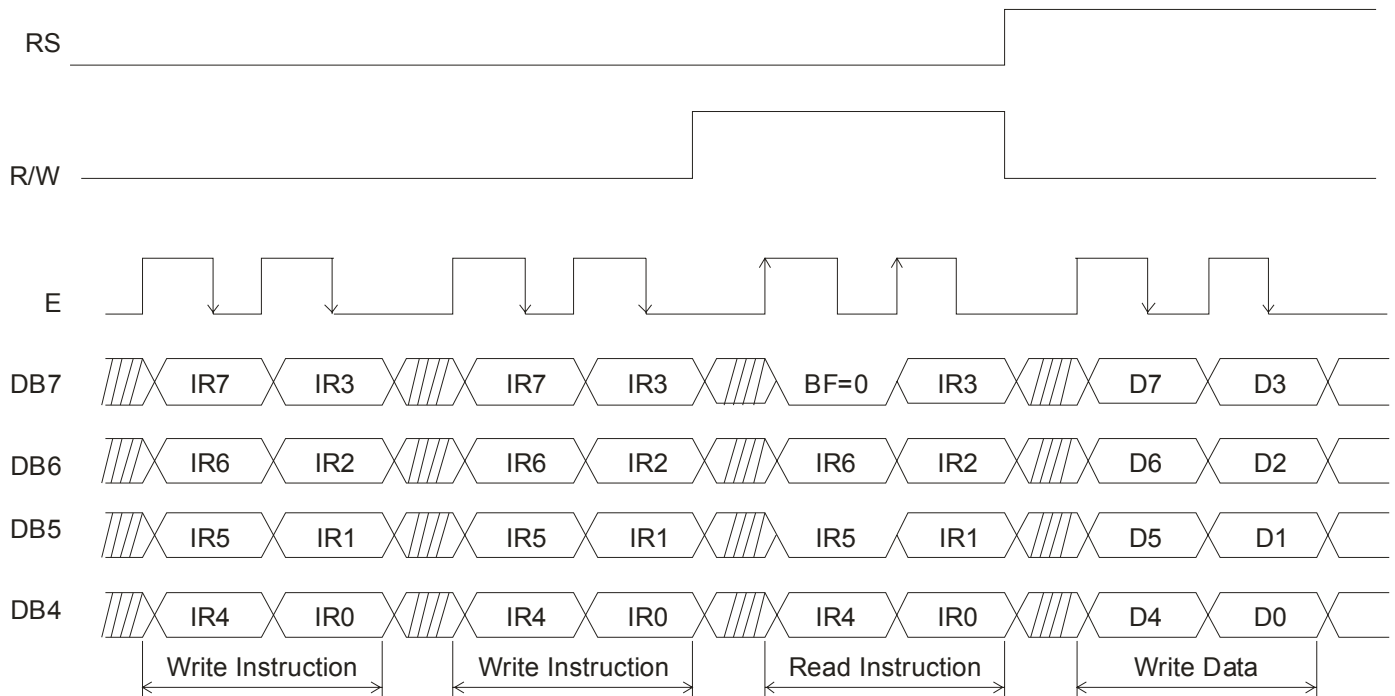 RS
R/W
E
DB7 IR7 IR3 IR7 IR3 BF=0 IR3 D7 D3
DB6 IR6 IR2 IR6 IR2 IR6 IR2 D6 D2
DB5 IR5 IR1 IR5 IR1 IR5 IR1 D5 D1
DB4 IR4 IR0 IR4 IR0 IR4 IR0 D4 D0
Write Instruction Write Instruction Read Instruction Write Data